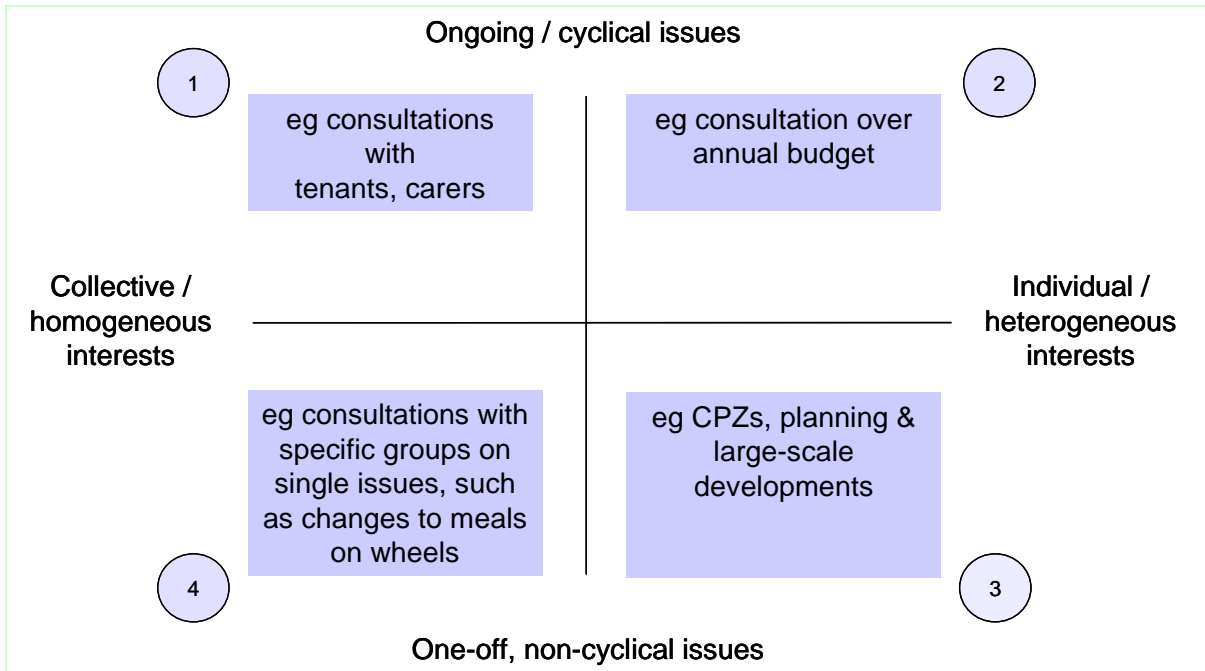 Ongoing / cyclical issues
1
2
eg consultations
with
tenants, carers
eg consultation over
annual budget
Collective /
homogeneous
interests
Individual /
heterogeneous
interests
eg consultations with
specific groups on
single issues, such
as changes to meals
on wheels
eg CPZs, planning &
large-scale
developments
4
3
One-off, non-cyclical issues